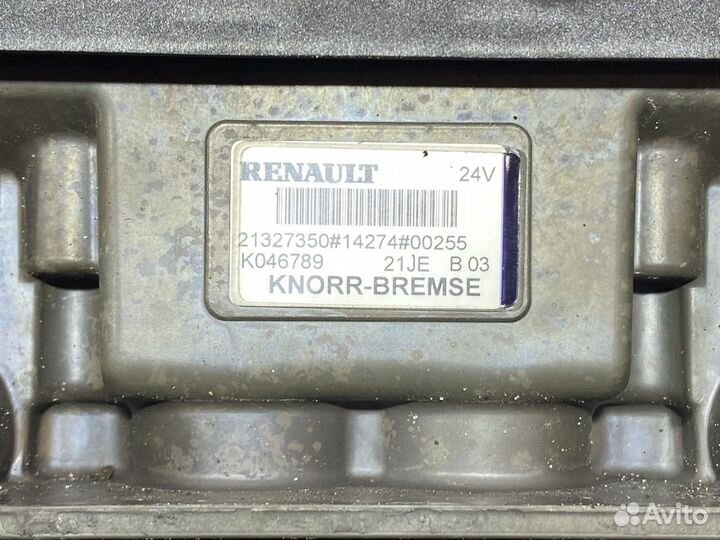 RENAULT 24V
21327350#14274#00255
K046789 21JE B 03
KNORR-BREMSE
Avito